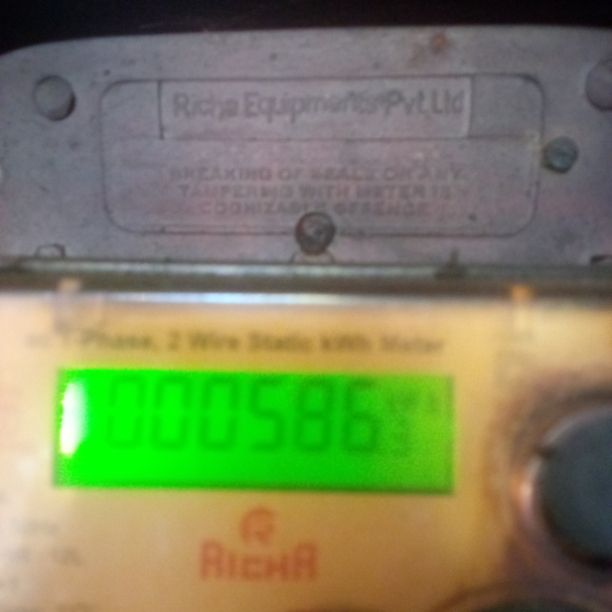 Richa Equipments Pvt.Ltd
BREAKING OF SEALS OR ANY
TAMPERING WITH METER IS
COGNIZABLE OFFENCE
1-Phase, 2 Wire Static kWh Meter
000586
RICHA